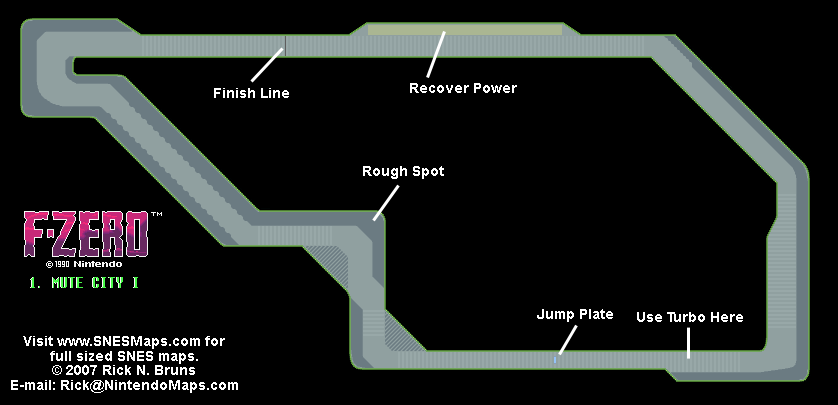 Finish Line
Recover Power
Rough Spot
F-ZERO™
© 1990 Nintendo
1. MUTE CITY I
Jump Plate
Use Turbo Here
Visit www.SNESMaps.com for
full sized SNES maps.
© 2007 Rick N. Bruns
E-mail: Rick@NintendoMaps.com